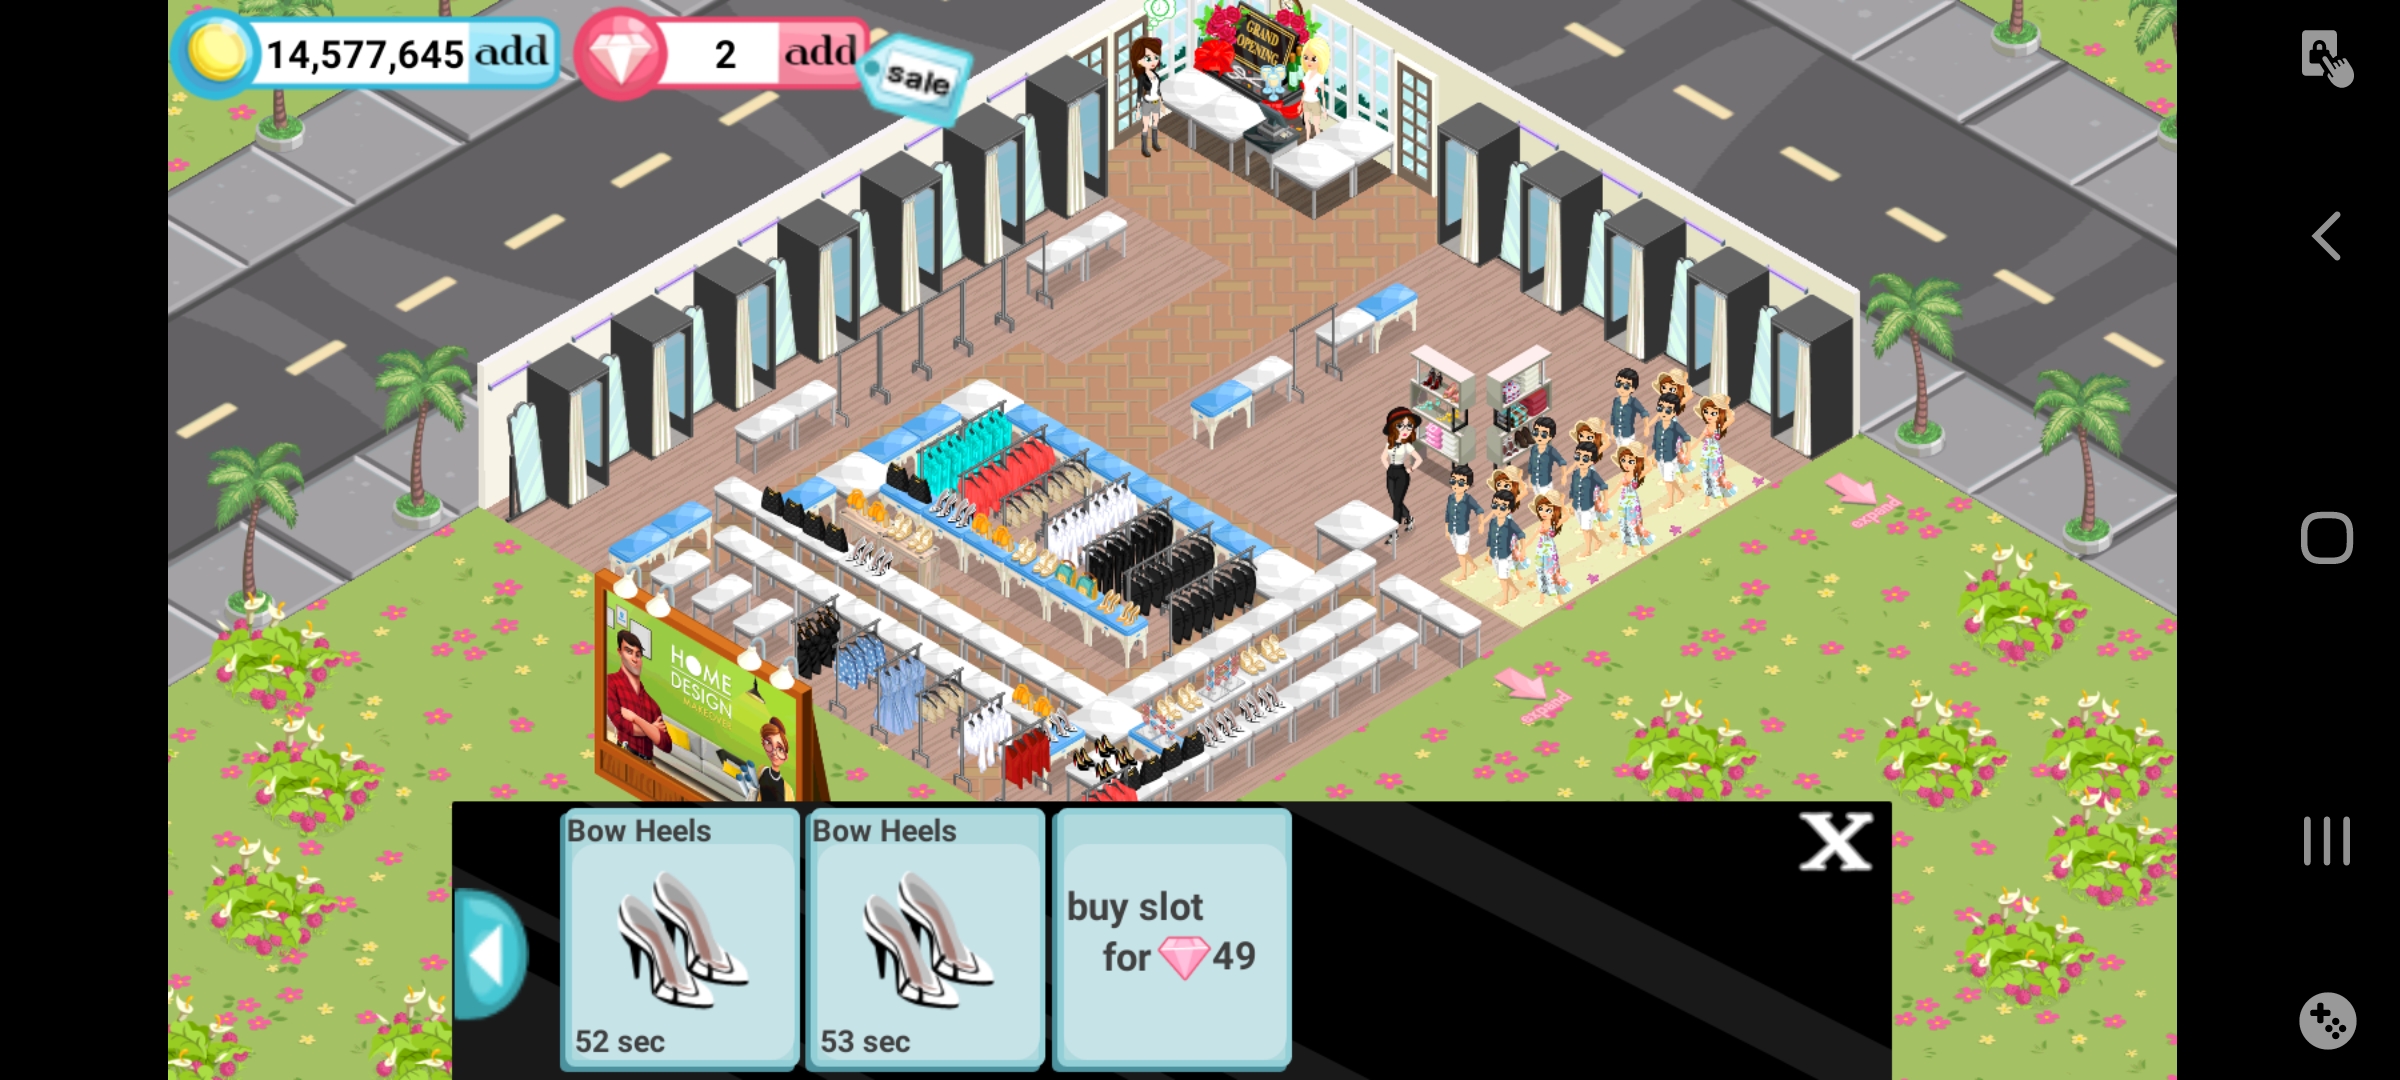 14,577,645 add
2 add
sale
GRAND
OPENING
expand
expand
HOME
DESIGN
MAKEOVER
Bow Heels
52 sec
Bow Heels
53 sec
buy slot
for 49
X